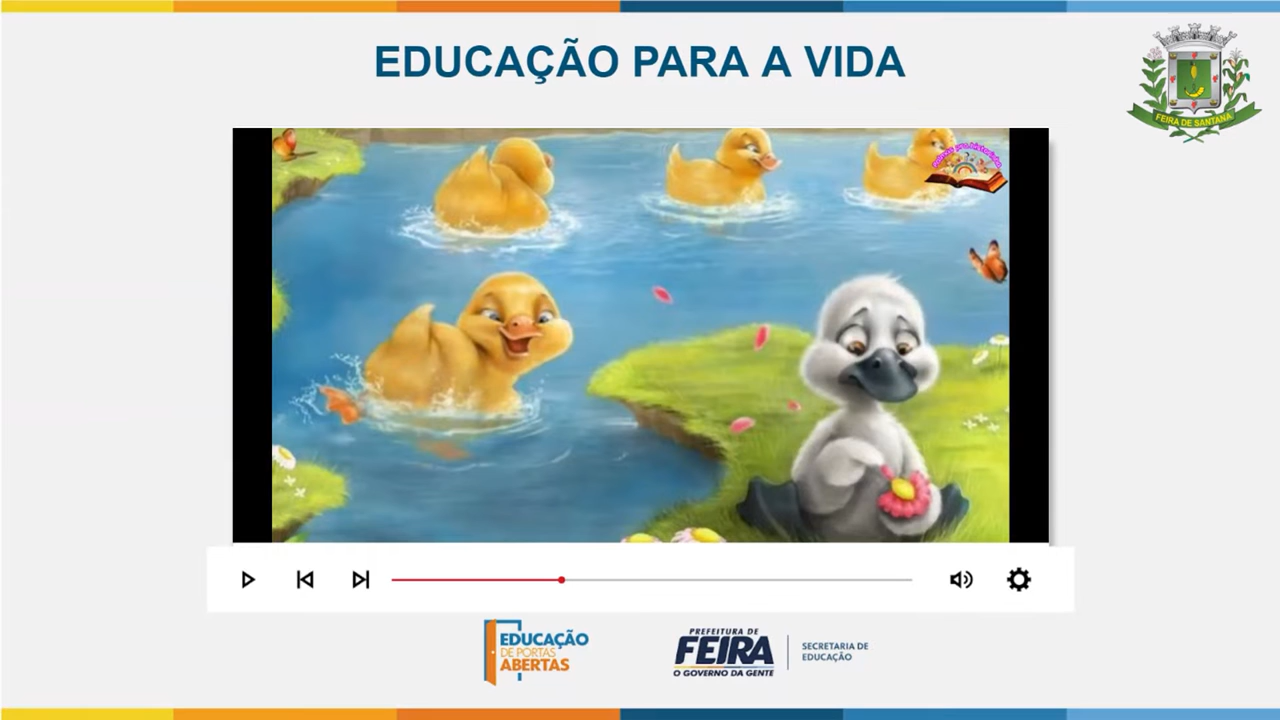 EDUCAÇÃO PARA A VIDA
FEIRA DE SANTANA
EDUCAÇÃO
DE PORTAS
ABERTAS
PREFEITURA DE
FEIRA
O GOVERNO DA GENTE
SECRETARIA DE
EDUCAÇÃO